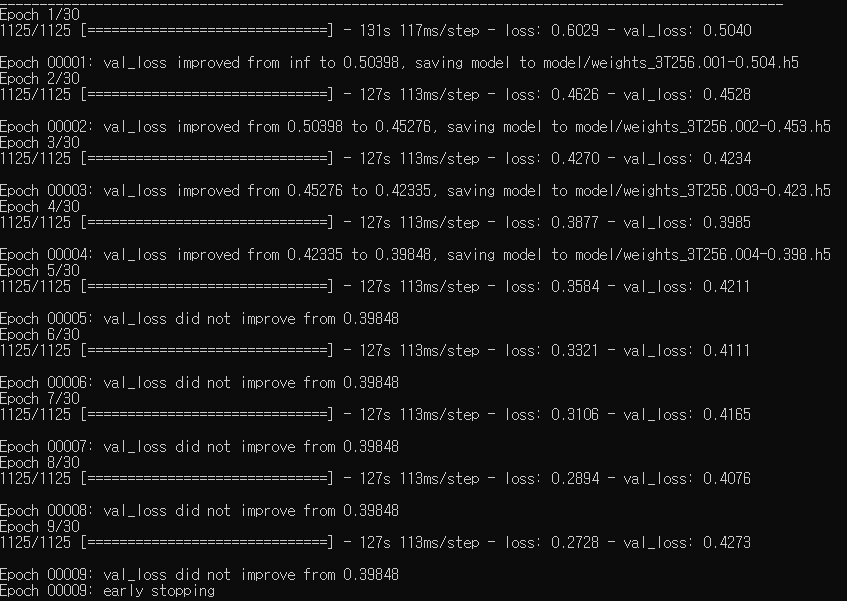 Epoch 1/30
1125/1125 [==============================] - 131s 117ms/step - loss: 0.6029 - val_loss: 0.5040
Epoch 00001: val_loss improved from inf to 0.50398, saving model to model/weights_3T256.001-0.504.h5
Epoch 2/30
1125/1125 [==============================] - 127s 113ms/step - loss: 0.4626 - val_loss: 0.4528
Epoch 00002: val_loss improved from 0.50398 to 0.45276, saving model to model/weights_3T256.002-0.453.h5
Epoch 3/30
1125/1125 [==============================] - 127s 113ms/step - loss: 0.4270 - val_loss: 0.4234
Epoch 00003: val_loss improved from 0.45276 to 0.42335, saving model to model/weights_3T256.003-0.423.h5
Epoch 4/30
1125/1125 [==============================] - 127s 113ms/step - loss: 0.3877 - val_loss: 0.3985
Epoch 00004: val_loss improved from 0.42335 to 0.39848, saving model to model/weights_3T256.004-0.398.h5
Epoch 5/30
1125/1125 [==============================] - 127s 113ms/step - loss: 0.3584 - val_loss: 0.4211
Epoch 00005: val_loss did not improve from 0.39848
Epoch 6/30
1125/1125 [==============================] - 127s 113ms/step - loss: 0.3321 - val_loss: 0.4111
Epoch 00006: val_loss did not improve from 0.39848
Epoch 7/30
1125/1125 [==============================] - 127s 113ms/step - loss: 0.3106 - val_loss: 0.4165
Epoch 00007: val_loss did not improve from 0.39848
Epoch 8/30
1125/1125 [==============================] - 127s 113ms/step - loss: 0.2894 - val_loss: 0.4076
Epoch 00008: val_loss did not improve from 0.39848
Epoch 9/30
1125/1125 [==============================] - 127s 113ms/step - loss: 0.2728 - val_loss: 0.4273
Epoch 00009: val_loss did not improve from 0.39848
Epoch 00009: early stopping